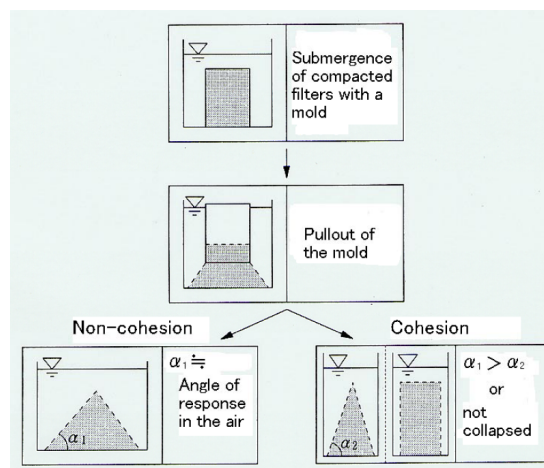 Submergence
of compacted
filters with a
mold
Pullout of
the mold
Non-cohesion
Cohesion
α₁≒
Angle of
response
in the air
α₁
α₁ > α₂
or
not
collapsed
α₂